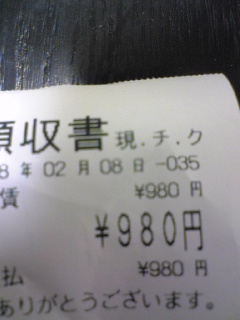 領収書 現.チ.ク
8 年 02 月 08 日 -035
賃 ¥980 円
¥980円
払 ¥980 円
ありがとうございます。